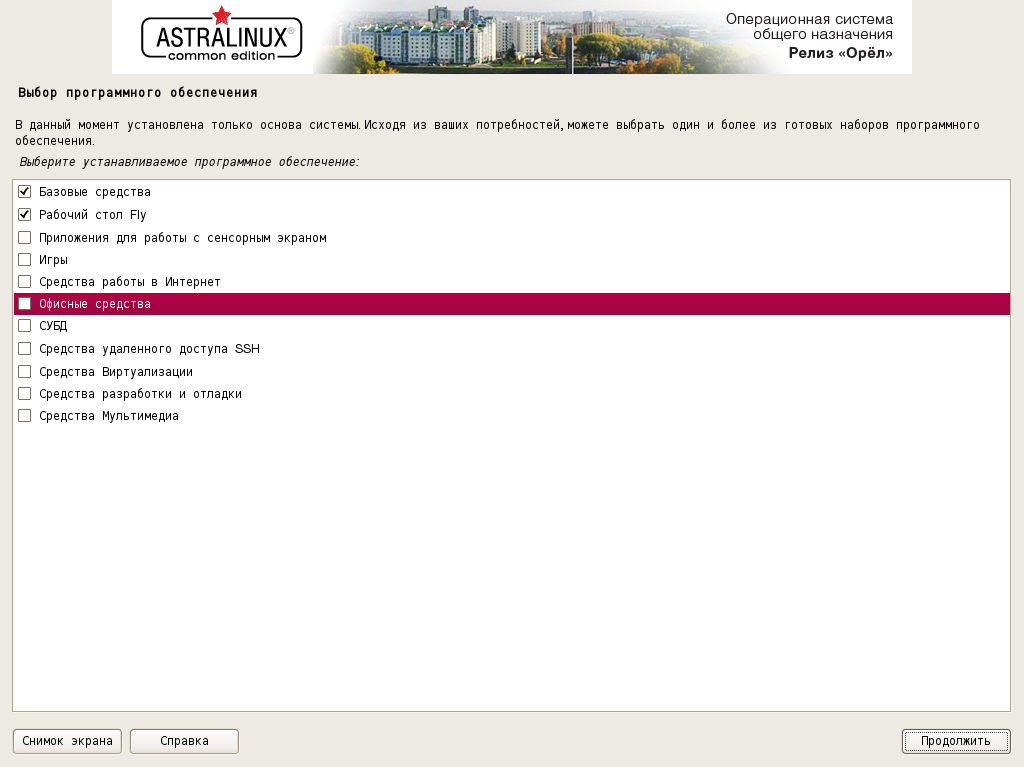 ASTRALINUX®
common edition
Операционная система
общего назначения
Релиз «Орёл»
Выбор программного обеспечения
В данный момент установлена только основа системы. Исходя из ваших потребностей, можете выбрать один и более из готовых наборов программного
обеспечения.
Выберите устанавливаемое программное обеспечение:
Базовые средства
Рабочий стол Fly
Приложения для работы с сенсорным экраном
Игры
Средства работы в Интернет
Офисные средства
СУБД
Средства удаленного доступа SSH
Средства Виртуализации
Средства разработки и отладки
Средства Мультимедиа
Снимок экрана Справка Продолжить